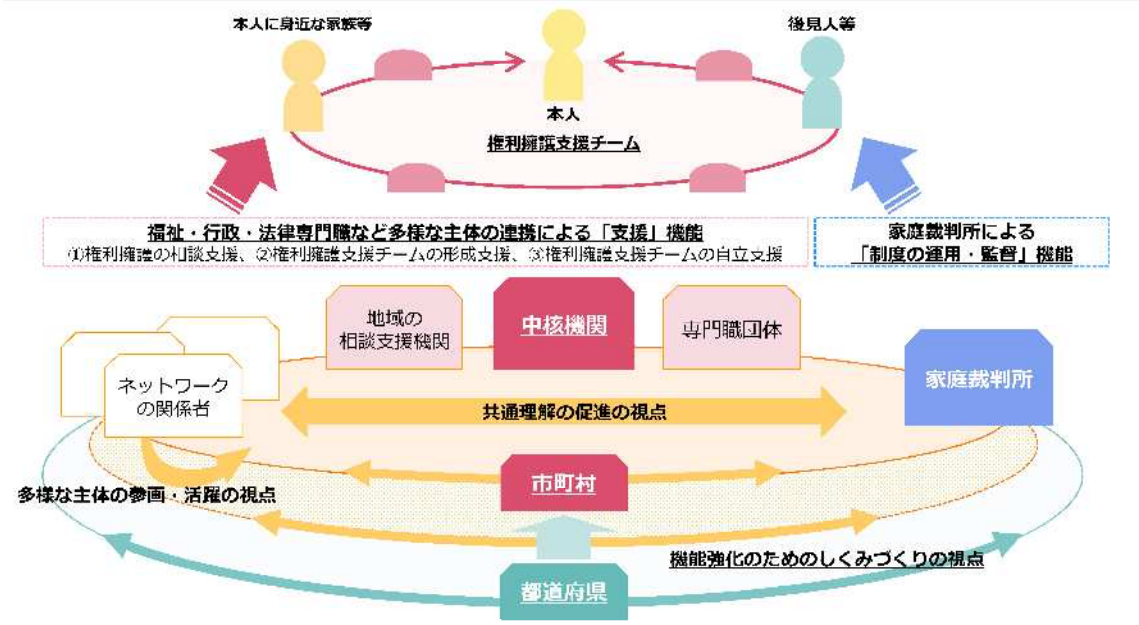 本人に身近な家族等
後見人等
本人
権利擁護支援チーム
福祉・行政・法律専門職など多様な主体の連携による「支援」機能
①権利擁護の相談支援、②権利擁護支援チームの形成支援、③権利擁護支援チームの自立支援
家庭裁判所による
「制度の運用・監督」機能
地域の
相談支援機関
中核機関
専門職団体
ネットワーク
の関係者
家庭裁判所
共通理解の促進の視点
市町村
多様な主体の参画・活躍の視点
機能強化のためのしくみづくりの視点
都道府県